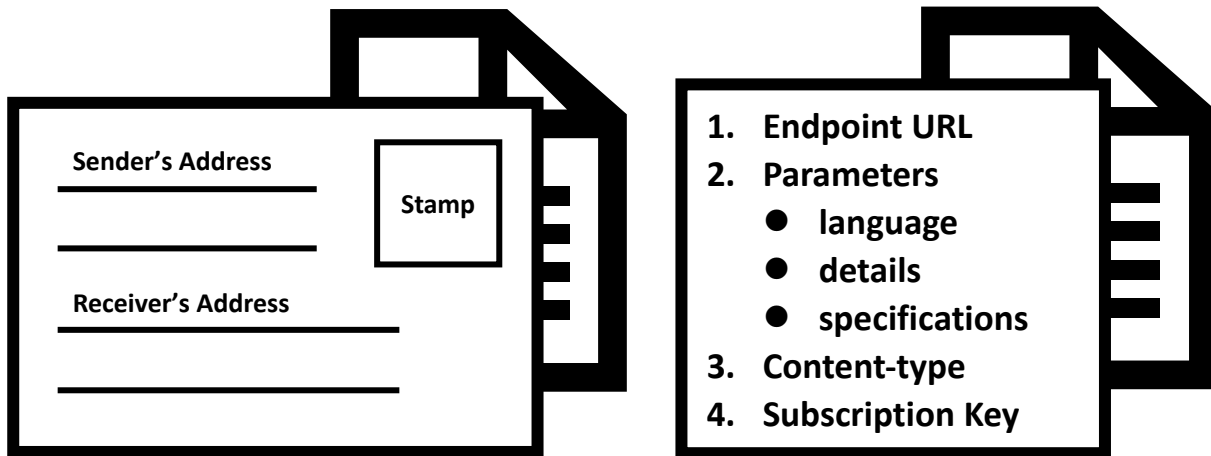 Sender’s Address
Stamp
Receiver’s Address
1. Endpoint URL
2. Parameters
● language
● details
● specifications
3. Content-type
4. Subscription Key